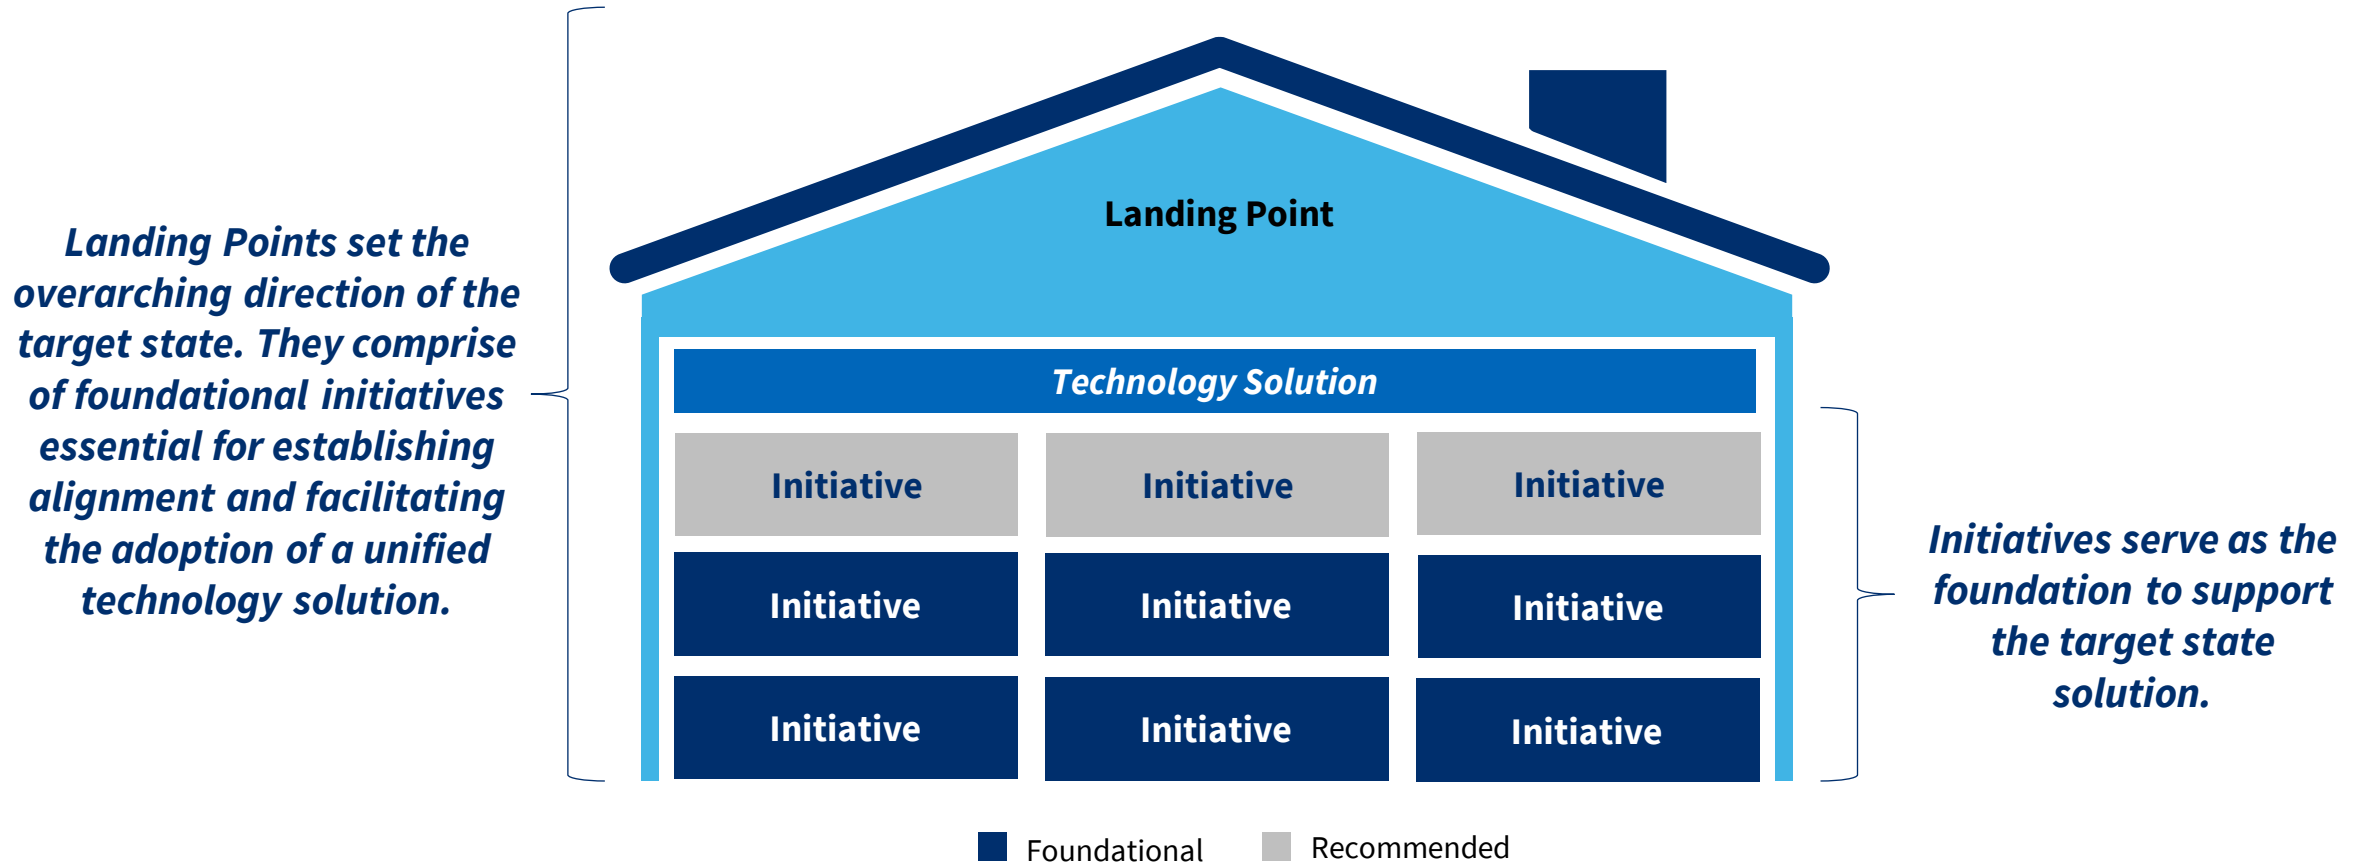 Landing Points set the
overarching direction of the
target state. They comprise
of foundational initiatives
essential for establishing
alignment and facilitating
the adoption of a unified
technology solution.
Landing Point
Technology Solution
Initiative
Initiative
Initiative
Initiative
Initiative
Initiative
Initiative
Initiative
Initiative
Initiatives serve as the
foundation to support
the target state
solution.
Foundational
Recommended